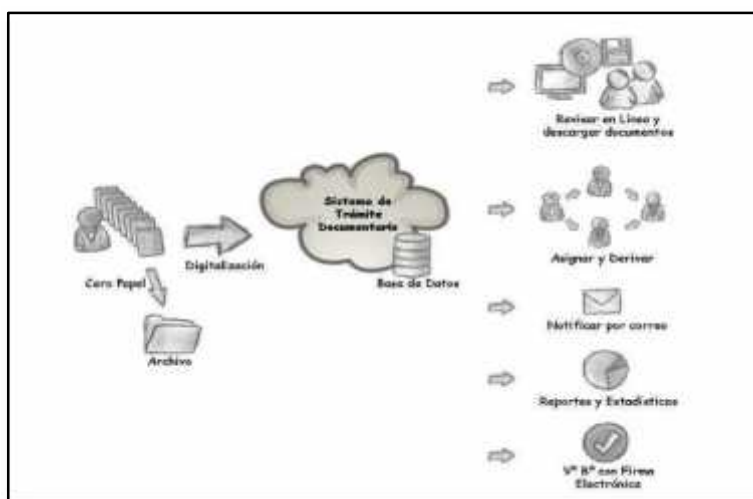 Revisar en Línea y
descargar documentos
Sistema de
Trámite
Documentario
Digitalización
Base de Datos
Asignar y Derivar
Cero Papel
Archivo
Notificar por correo
Reportes y Estadísticos
Vº Bº con Firma
Electrónica